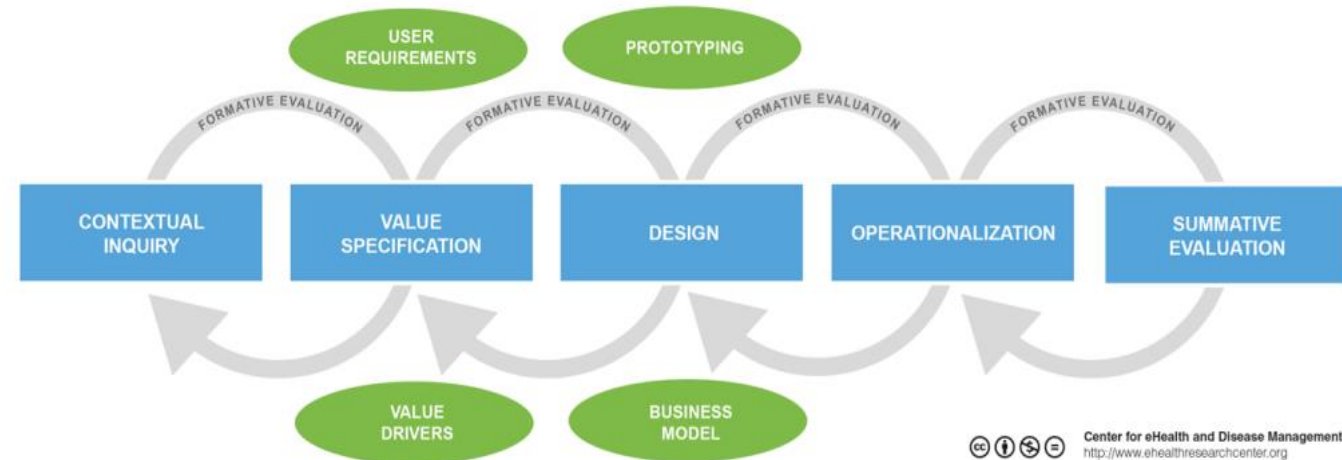 USER
REQUIREMENTS
PROTOTYPING
FORMATIVE EVALUATION
FORMATIVE EVALUATION
FORMATIVE EVALUATION
FORMATIVE EVALUATION
CONTEXTUAL
INQUIRY
VALUE
SPECIFICATION
DESIGN
OPERATIONALIZATION
SUMMATIVE
EVALUATION
VALUE
DRIVERS
BUSINESS
MODEL
cc
Center for eHealth and Disease Management
http://www.ehealthresearchcenter.org